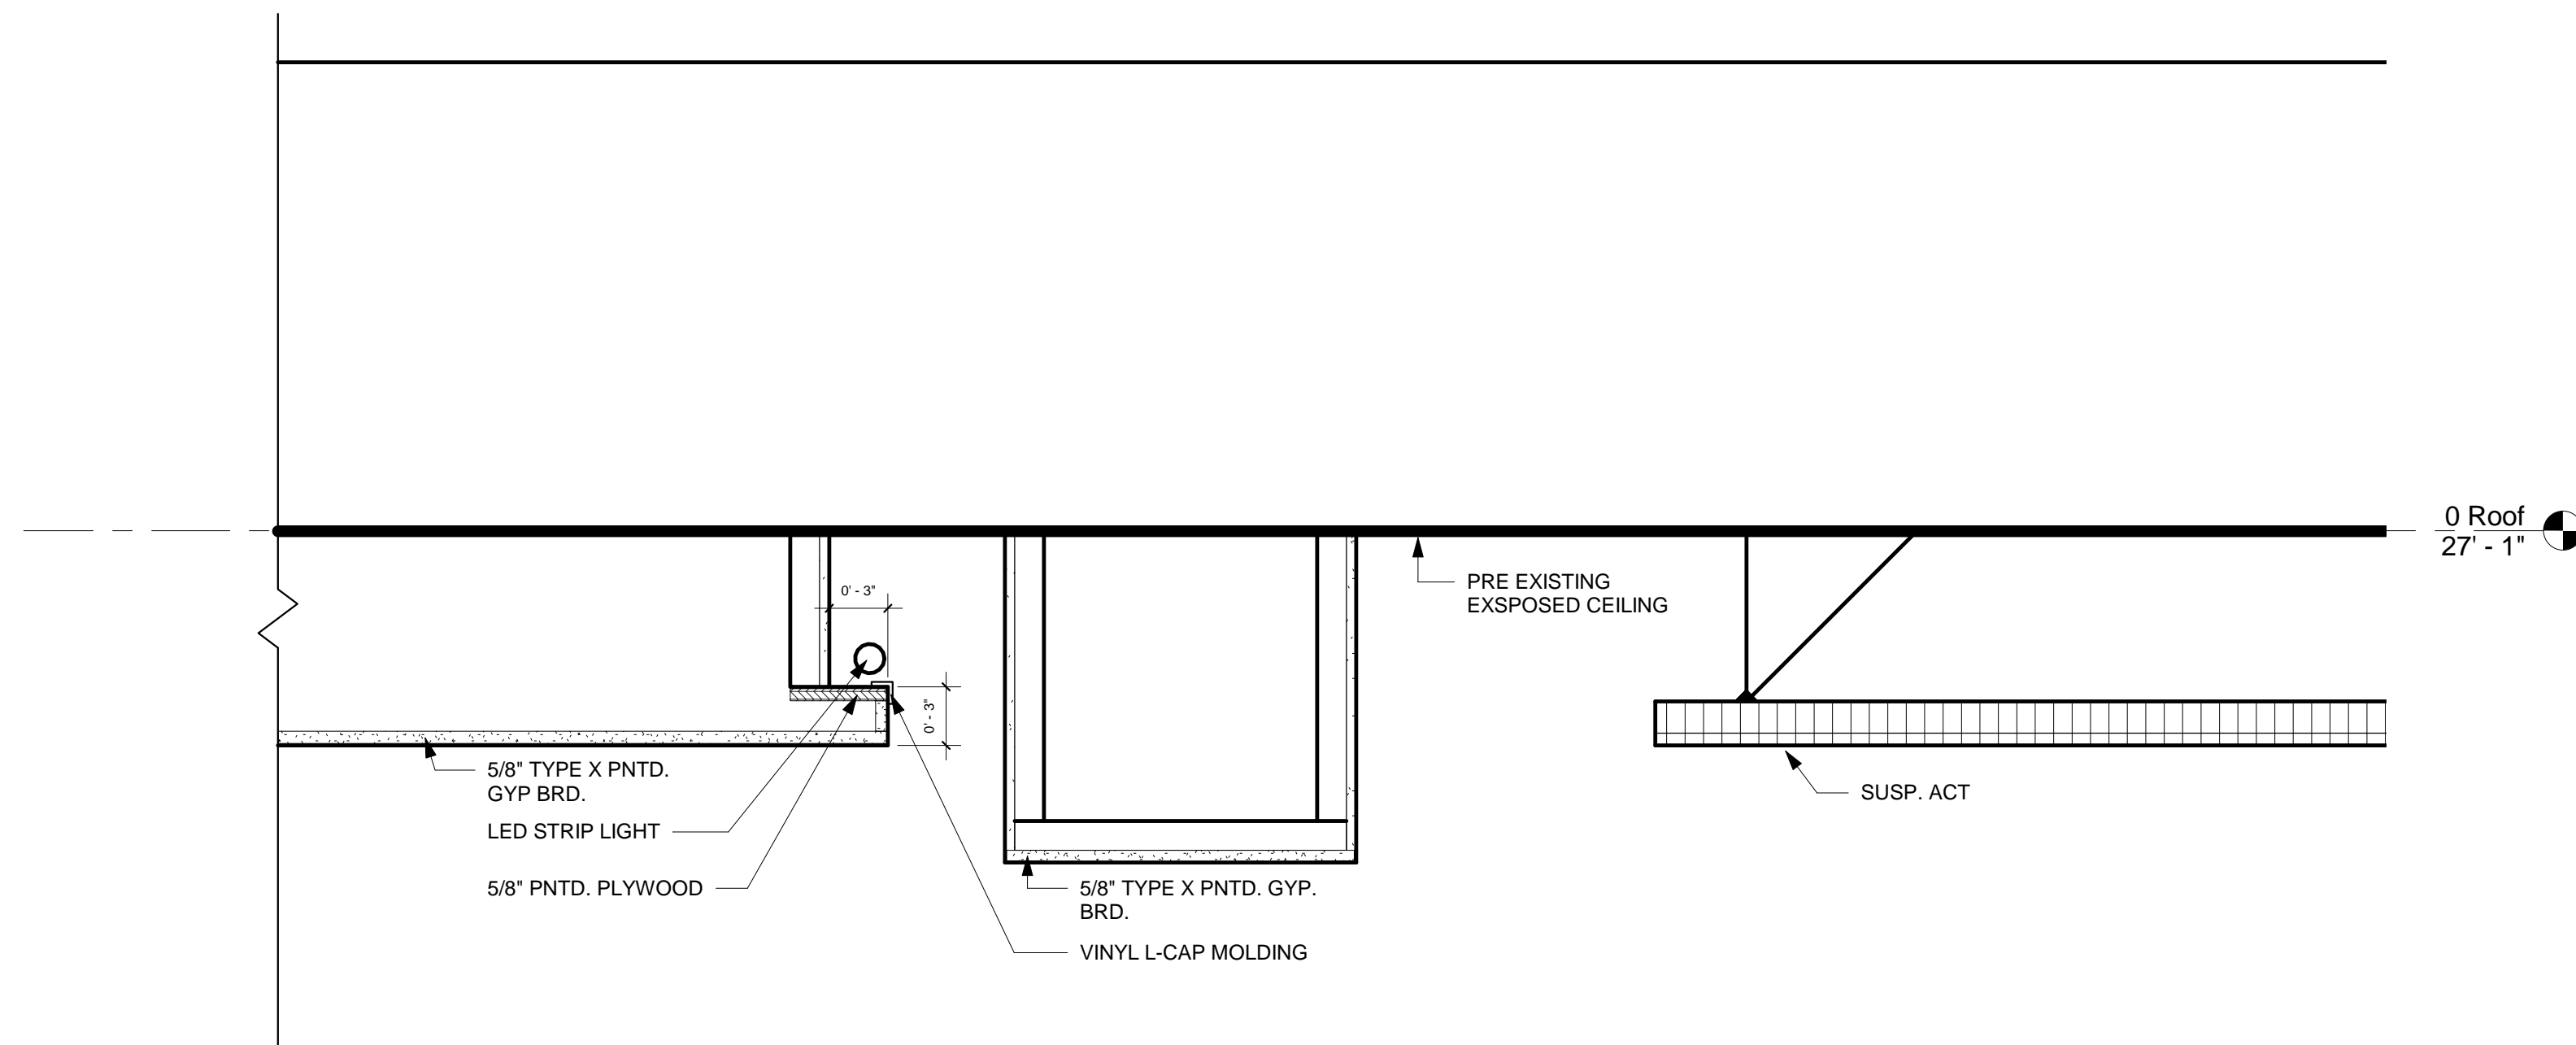 0 Roof
27' - 1"
0' - 3"
PRE EXISTING
EXSPOSED CEILING
0' - 3"
5/8" TYPE X PNTD.
GYP BRD.
SUSP. ACT
LED STRIP LIGHT
5/8" PNTD. PLYWOOD
5/8" TYPE X PNTD. GYP.
BRD.
VINYL L-CAP MOLDING